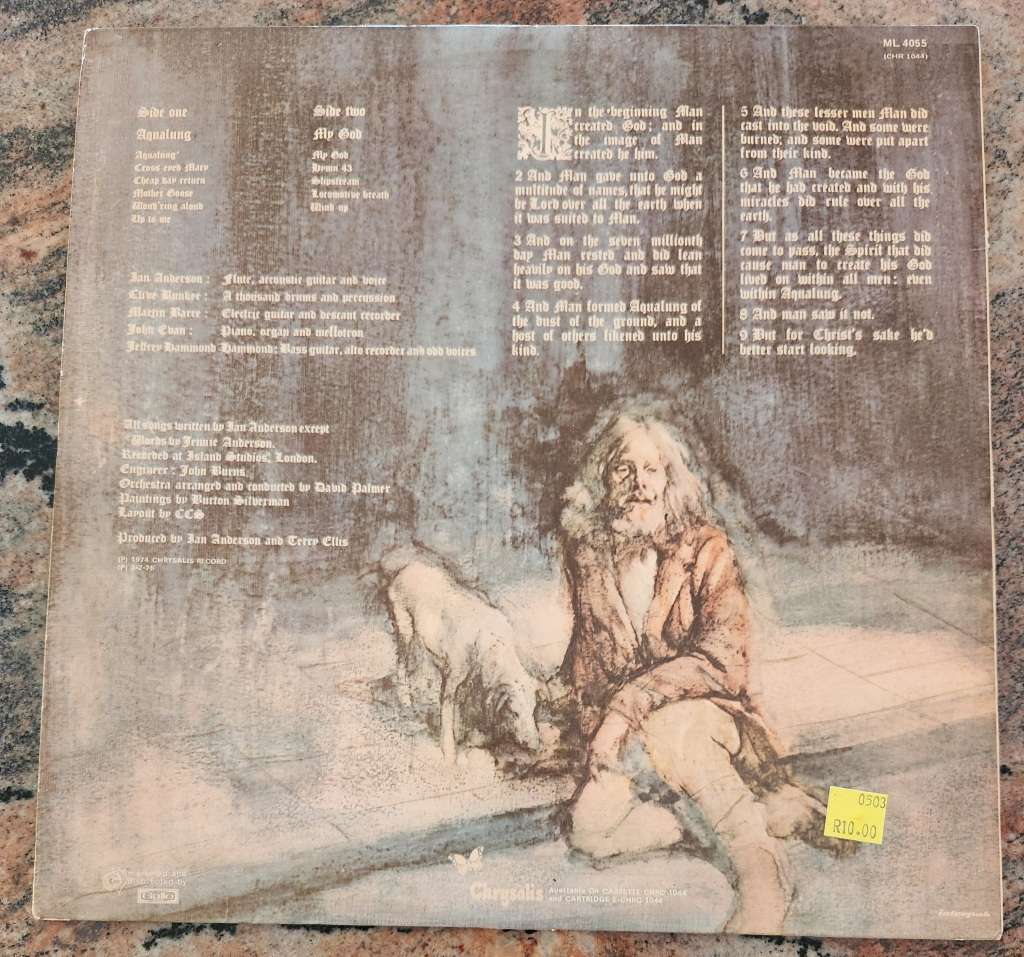 ML 4055
(CHR 1044)
Side one
Aqualung
Aqualung*
Cross eyed Mary
Cheap day return
Mother Goose
Wond'ring aloud
Up to me
Side two
My God
My God
Hymn 43
Slipstream
Locomotive breath
Wind up
Ian Anderson : Flute, accoustic guitar and voice
Clive Bunker : A thousand drums and percussion
Martin Barre : Electric guitar and descant recorder
John Evan : Piano, organ and mellotron
Jeffrey Hammond Hammond: Bass guitar, alto recorder and odd voices
All songs written by Ian Anderson except
*Words by Jennie Anderson.
Recorded at Island Studios, London.
Engineer : John Burns
Orchestra arranged and conducted by David Palmer
Paintings by Burton Silverman
Layout by CCS
Produced by Ian Anderson and Terry Ellis
(P) 1974 CHRYSALIS RECORD
In the beginning Man
created God; and in
the image of Man
created he him.
2 And Man gave unto God a
multitude of names, that he might
be Lord over all the earth when
it was suited to Man.
3 And on the seven millionth
day Man rested and did lean
heavily on his God and saw that
it was good.
4 And Man formed Aqualung of
the dust of the ground, and a
host of others likened unto his
kind.
5 And these lesser men Man did
cast into the void. And some were
burned; and some were put apart
from their kind.
6 And Man became the God
that he had created and with his
miracles did rule over all the
earth.
7 But as all these things did
come to pass, the Spirit that did
cause man to create his God
lived on within all men: even
within Aqualung.
8 And man saw it not.
9 But for Christ's sake he'd
better start looking.
0503
R10.00
marketed and
distributed by
Gallo
Chrysalis
Available On CASSETTE CHRC 1044
and CARTRIDGE E-CHRC 1044